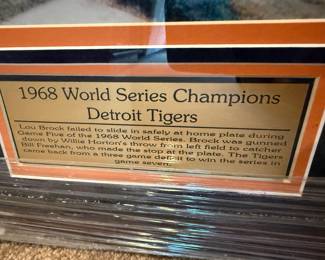 1968 World Series Champions
Detroit Tigers
Lou Brock failed to slide in safely at home plate during
Game Five of the 1968 World Series. Brock was gunned
down by Willie Horton's throw from left field to catcher
Bill Freehan, who made the stop at the plate. The Tigers
came back from a three game deficit to win the series in
game seven.